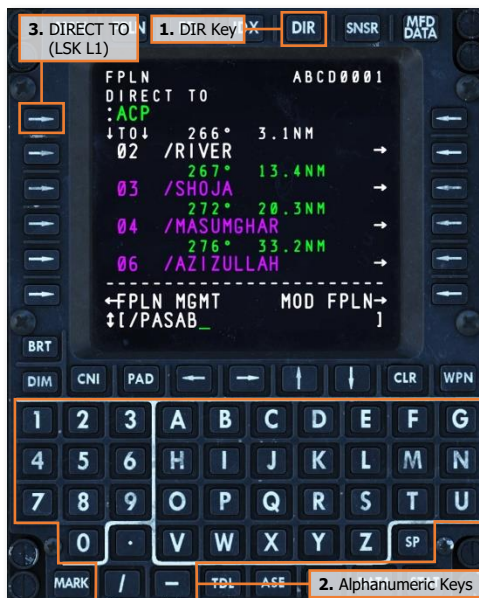 3. DIRECT TO
(LSK L1)
1. DIR Key
DIR
SNSR
MFD
DATA
FPLN ABCD0001
DIRECT TO
:ACP
↓TO↓ 266° 3.1NM
02 /RIVER →
267° 13.4NM
03 /SHOJA →
272° 20.3NM
04 /MASUMGHAR →
276° 33.2NM
06 /AZIZULLAH →
←FPLN MGMT MOD FPLN→
↕[/PASAB_ ]
BRT
DIM CNI PAD ← → ↑ ↓ CLR WPN
1 2 3 A B C D E F G
4 5 6 H I J K L M N
7 8 9 O P Q R S T U
0 . V W X Y Z SP
MARK / – TDL ASE
2. Alphanumeric Keys